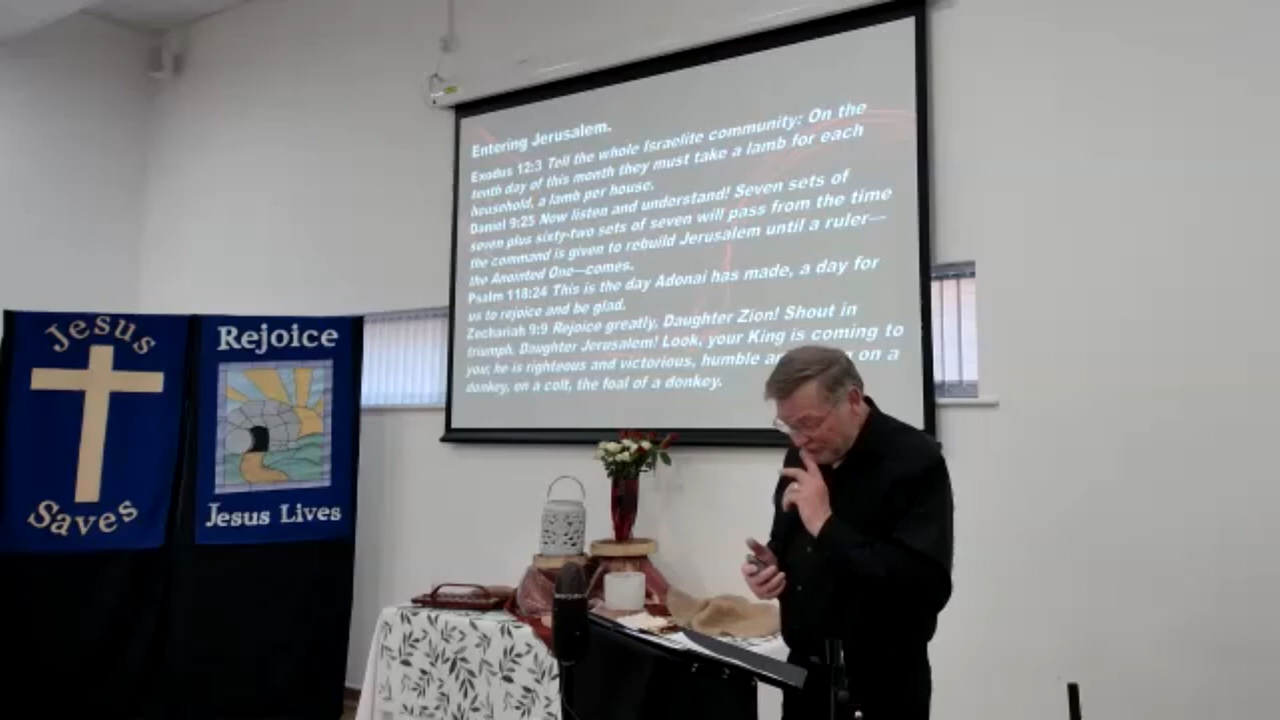 Jesus
Saves
Rejoice
Jesus Lives
Entering Jerusalem.
Exodus 12:3 Tell the whole Israelite community: On the
tenth day of this month they must take a lamb for each
household, a lamb per house.
Daniel 9:25 Now listen and understand! Seven sets of
seven plus sixty-two sets of seven will pass from the time
the command is given to rebuild Jerusalem until a ruler—
the Anointed One—comes.
Psalm 118:24 This is the day Adonai has made, a day for
us to rejoice and be glad.
Zechariah 9:9 Rejoice greatly, Daughter Zion! Shout in
triumph, Daughter Jerusalem! Look, your King is coming to
you; he is righteous and victorious, humble on a
donkey, on a colt, the foal of a donkey.